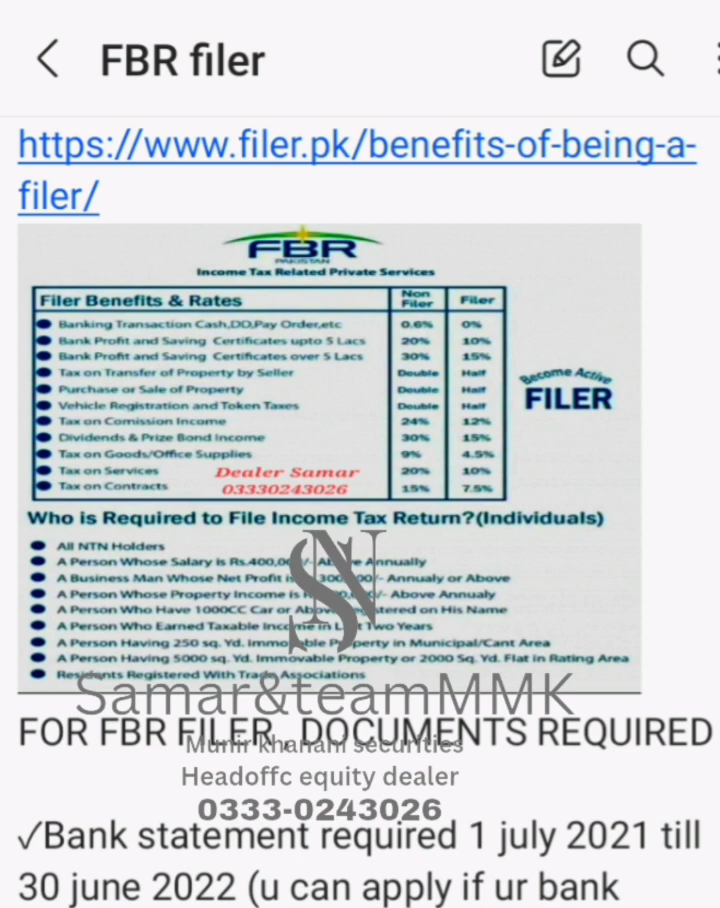 FBR filer
https://www.filer.pk/benefits-of-being-a-
filer/
FBR
PAKISTAN
Income Tax Related Private Services
Filer Benefits & Rates Non Filer Filer
Banking Transaction Cash,DD,Pay Order,etc 0.6% 0%
Bank Profit and Saving Certificates upto 5 Lacs 20% 10%
Bank Profit and Saving Certificates over 5 Lacs 30% 15%
Tax on Transfer of Property by Seller Double Half
Purchase or Sale of Property Double Half
Vehicle Registration and Token Taxes Double Half
Tax on Comission Income 24% 12%
Dividends & Prize Bond Income 30% 15%
Tax on Goods/Office Supplies 9% 4.5%
Tax on Services 20% 10%
Tax on Contracts 15% 7.5%
Dealer Samar
03330243026
Become Active
FILER
Who is Required to File Income Tax Return?(Individuals)
All NTN Holders
A Person Whose Salary is Annually
A Business Man Whose Net Profit is Annualy or Above
A Person Whose Property Income is Above Annualy
A Person Who Have 1000CC Car or on His Name
A Person Who Earned Taxable Income in Two Years
A Person Having 250 sq. Yd. Immovable Property in Municipal/Cant Area
A Person Having 5000 sq. Yd. Immovable Property or 2000 Sq. Yd. Flat in Rating Area
Residents Registered With Trade Associations
SN
Samar&teamMMK
FOR FBR FILER , DOCUMENTS REQUIRED
Munir khanani securities
Headoffc equity dealer
0333-0243026
✓Bank statement required 1 july 2021 till
30 june 2022 (u can apply if ur bank